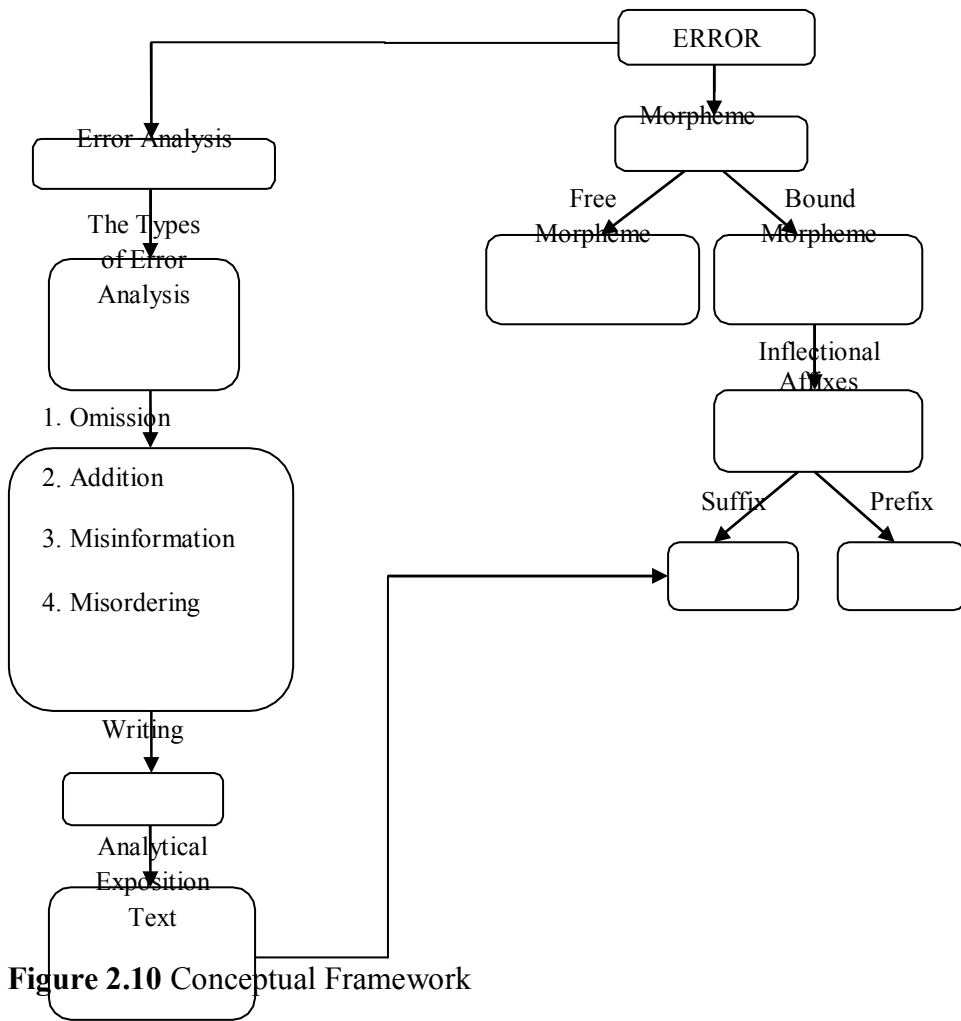 ERROR
Error Analysis
The Types
of Error
Analysis
1. Omission
2. Addition
3. Misinformation
4. Misordering
Writing
Analytical
Exposition
Text
Morpheme
Free
Morpheme
Bound
Morpheme
Inflectional
Affixes
Suffix
Prefix
Figure 2.10 Conceptual Framework